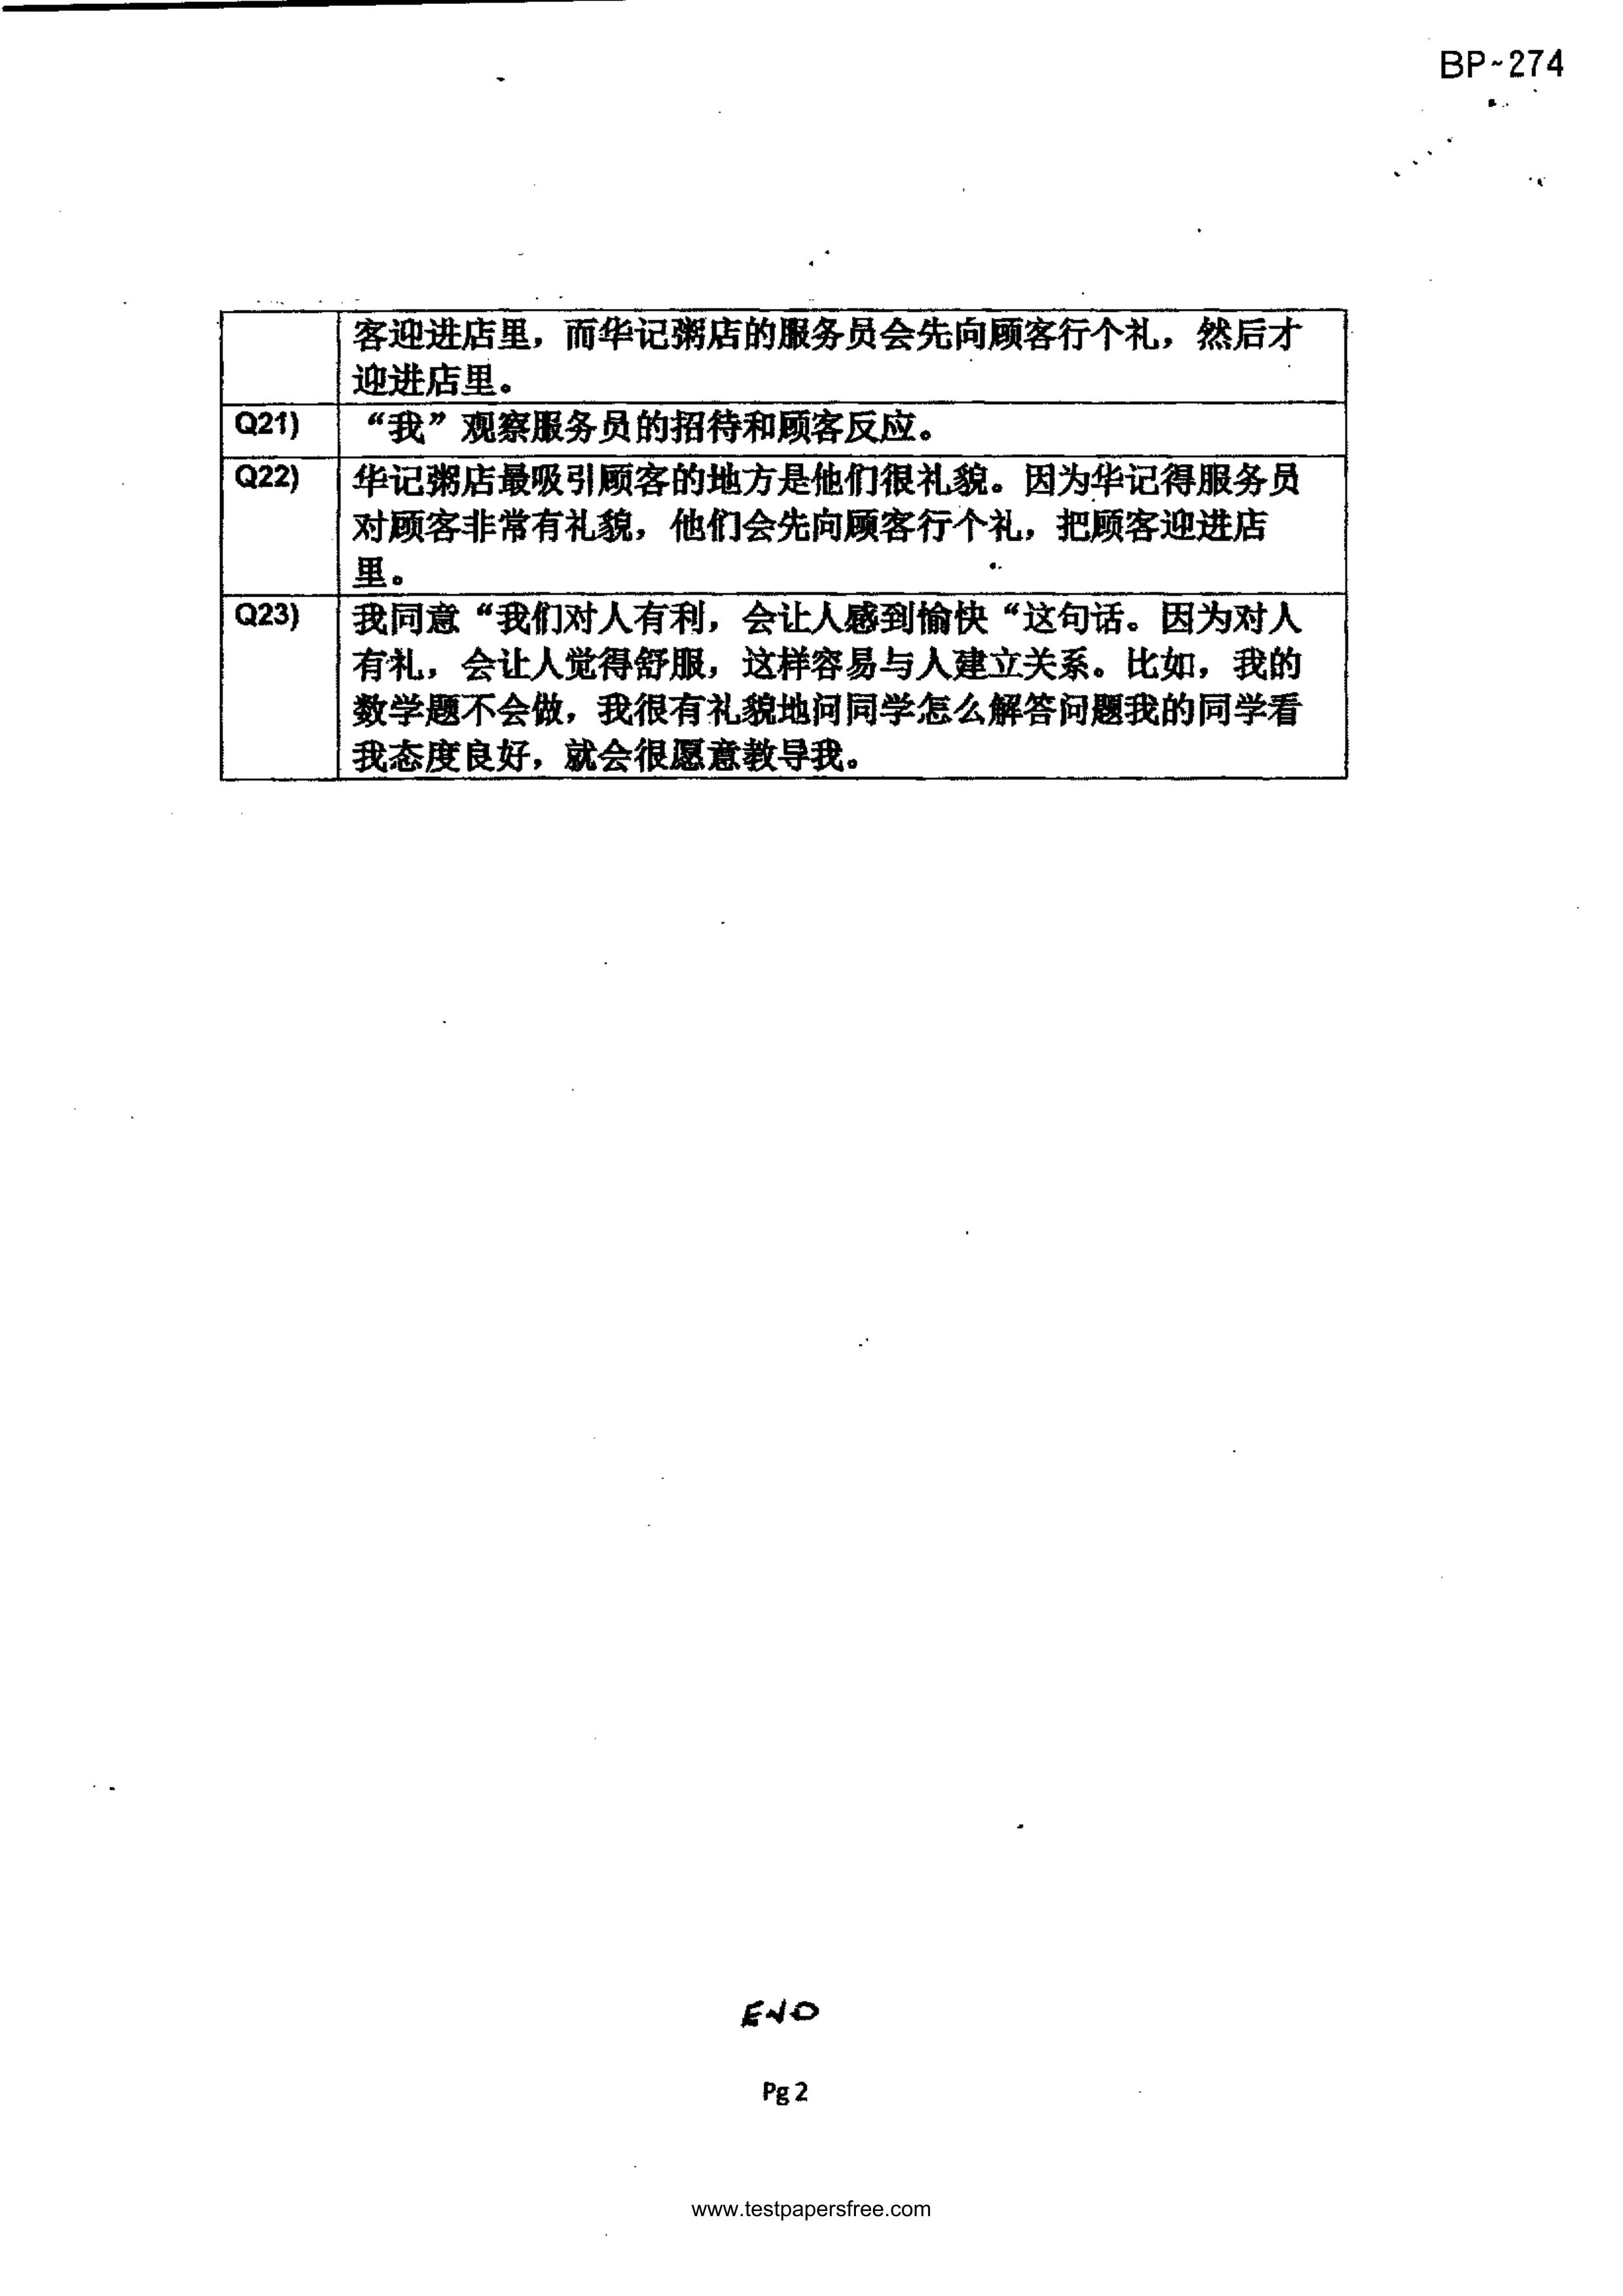 BP~274
客迎进店里，而华记粥店的服务员会先向顾客行个礼，然后才
迎进店里。
Q21) “我”观察服务员的招待和顾客反应。
Q22) 华记粥店最吸引顾客的地方是他们很礼貌。因为华记得服务员
对顾客非常有礼貌，他们会先向顾客行个礼，把顾客迎进店
里。
Q23) 我同意“我们对人有利，会让人感到愉快“这句话。因为对人
有礼，会让人觉得舒服，这样容易与人建立关系。比如，我的
数学题不会做，我很有礼貌地问同学怎么解答问题我的同学看
我态度良好，就会很愿意教导我。
END
Pg 2
www.testpapersfree.com